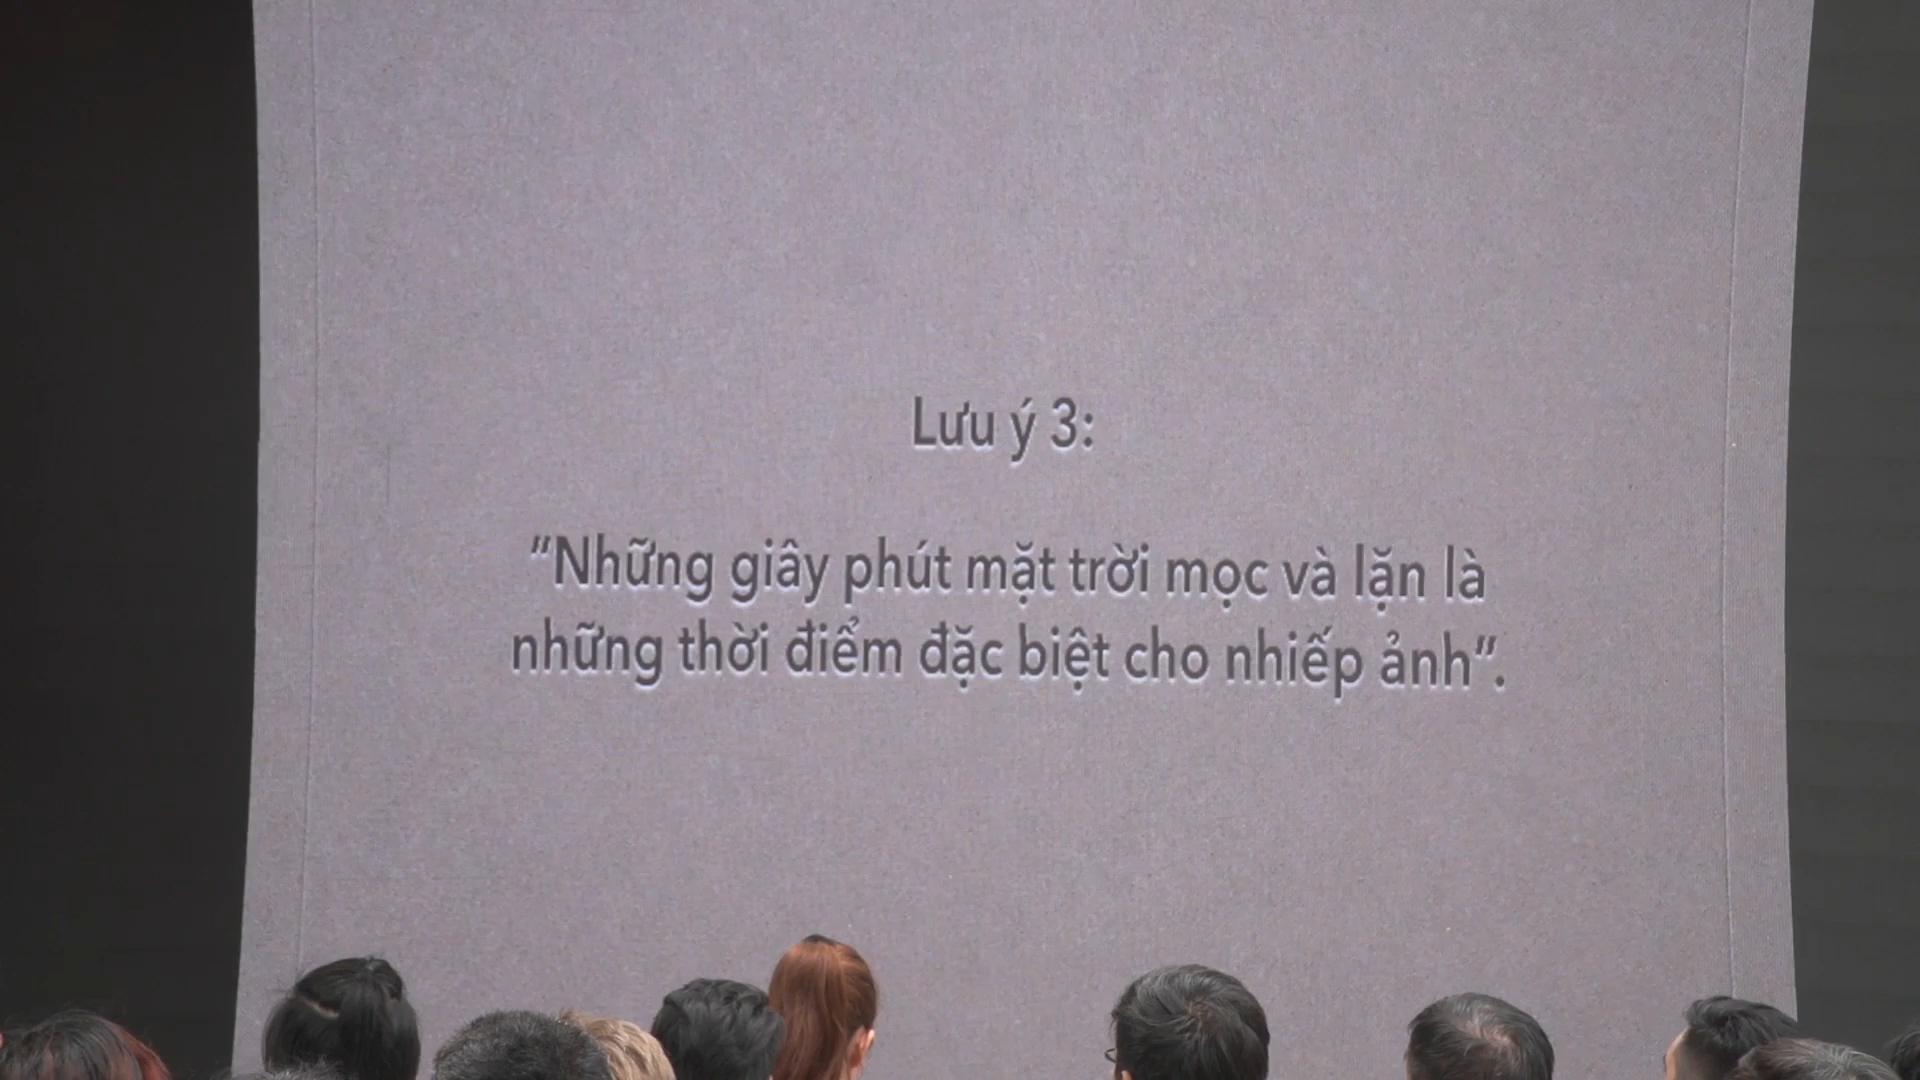 Lưu ý 3:
“Những giây phút mặt trời mọc và lặn là
những thời điểm đặc biệt cho nhiếp ảnh”.